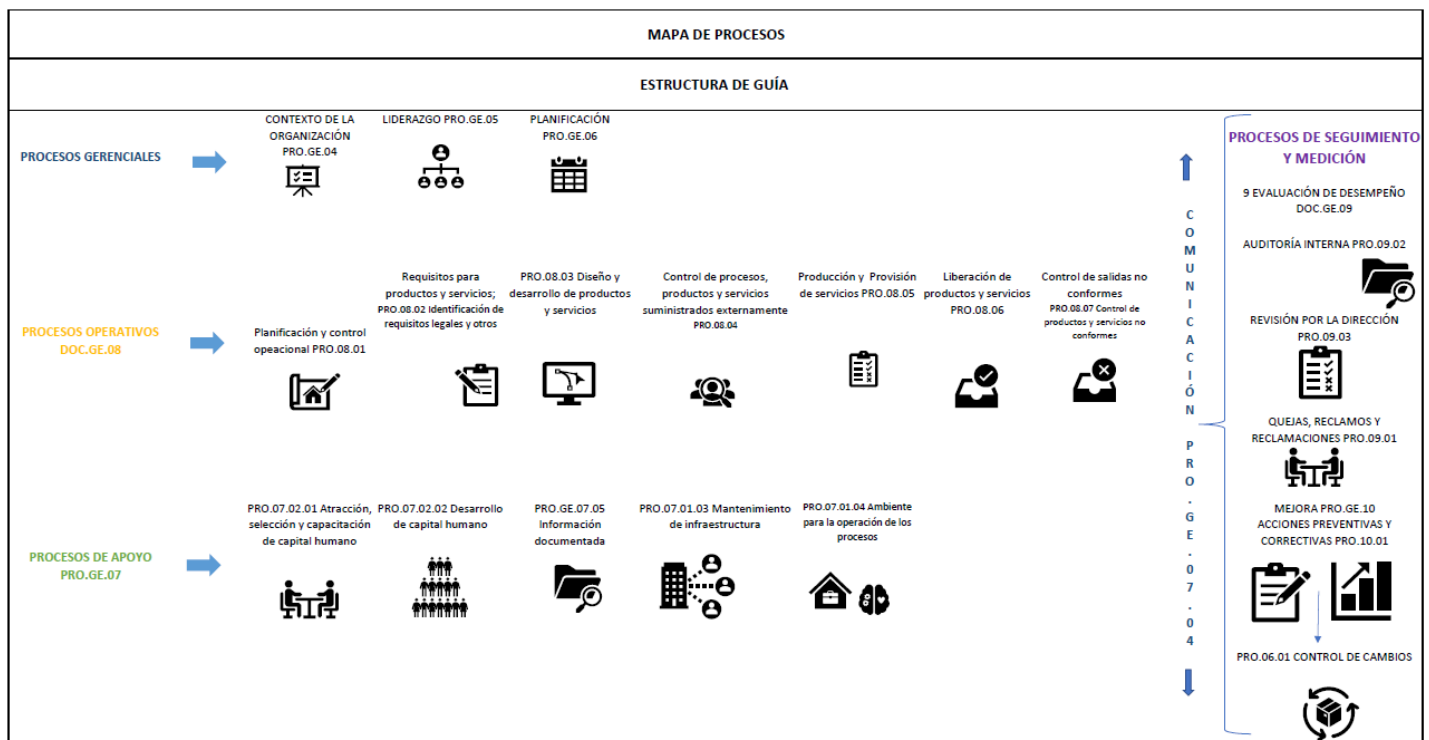 MAPA DE PROCESOS
ESTRUCTURA DE GUÍA
PROCESOS GERENCIALES
CONTEXTO DE LA
ORGANIZACIÓN
PRO.GE.04
LIDERAZGO PRO.GE.05
PLANIFICACIÓN
PRO.GE.06
PROCESOS OPERATIVOS
DOC.GE.08
Planificación y control
opeacional PRO.08.01
Requisitos para
productos y servicios;
PRO.08.02 Identificación de
requisitos legales y otros
PRO.08.03 Diseño y
desarrollo de productos
y servicios
Control de procesos,
productos y servicios
suministrados externamente
PRO.08.04
Producción y Provisión
de servicios PRO.08.05
Liberación de
productos y servicios
PRO.08.06
Control de salidas no
conformes
PRO.08.07 Control de
productos y servicios no
conformes
PROCESOS DE APOYO
PRO.GE.07
PRO.07.02.01 Atracción,
selección y capacitación
de capital humano
PRO.07.02.02 Desarrollo
de capital humano
PRO.GE.07.05
Información
documentada
PRO.07.01.03 Mantenimiento
de infraestructura
PRO.07.01.04 Ambiente
para la operación de los
procesos
COMUNICACIÓN PRO.GE.07.04
PROCESOS DE SEGUIMIENTO
Y MEDICIÓN
9 EVALUACIÓN DE DESEMPEÑO
DOC.GE.09
AUDITORÍA INTERNA PRO.09.02
REVISIÓN POR LA DIRECCIÓN
PRO.09.03
QUEJAS, RECLAMOS Y
RECLAMACIONES PRO.09.01
MEJORA PRO.GE.10
ACCIONES PREVENTIVAS Y
CORRECTIVAS PRO.10.01
PRO.06.01 CONTROL DE CAMBIOS